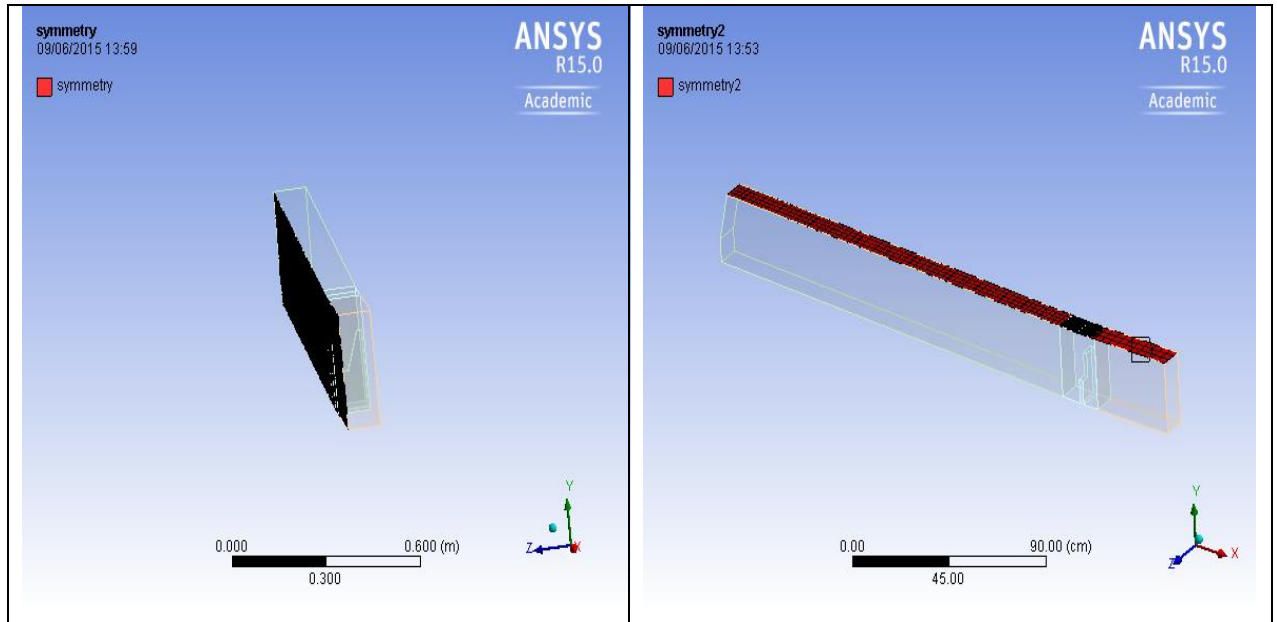 symmetry
09/06/2015 13:59
symmetry
ANSYS
R15.0
Academic
0.000
0.600 (m)
0.300
Y
Z
X
symmetry2
09/06/2015 13:53
symmetry2
ANSYS
R15.0
Academic
0.00
90.00 (cm)
45.00
Y
Z
X